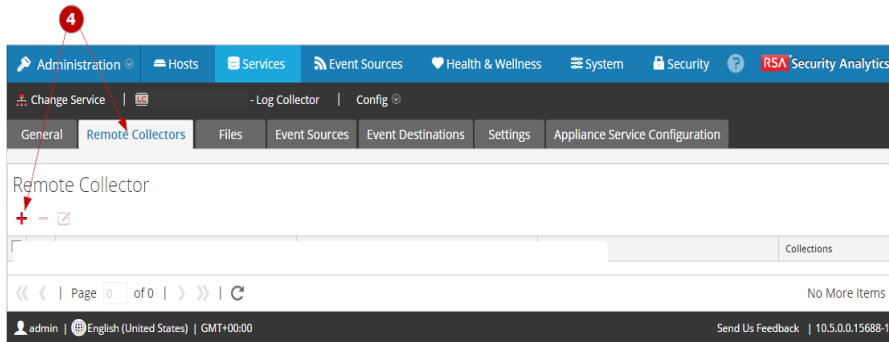 4
Administration Hosts Services Event Sources Health & Wellness System Security ? RSA Security Analytics
Change Service | LC - Log Collector | Config
General Remote Collectors Files Event Sources Event Destinations Settings Appliance Service Configuration
Remote Collector
Collections
Page 0 of 0
No More Items
admin | English (United States) | GMT+00:00
Send Us Feedback | 10.5.0.0.15688-1